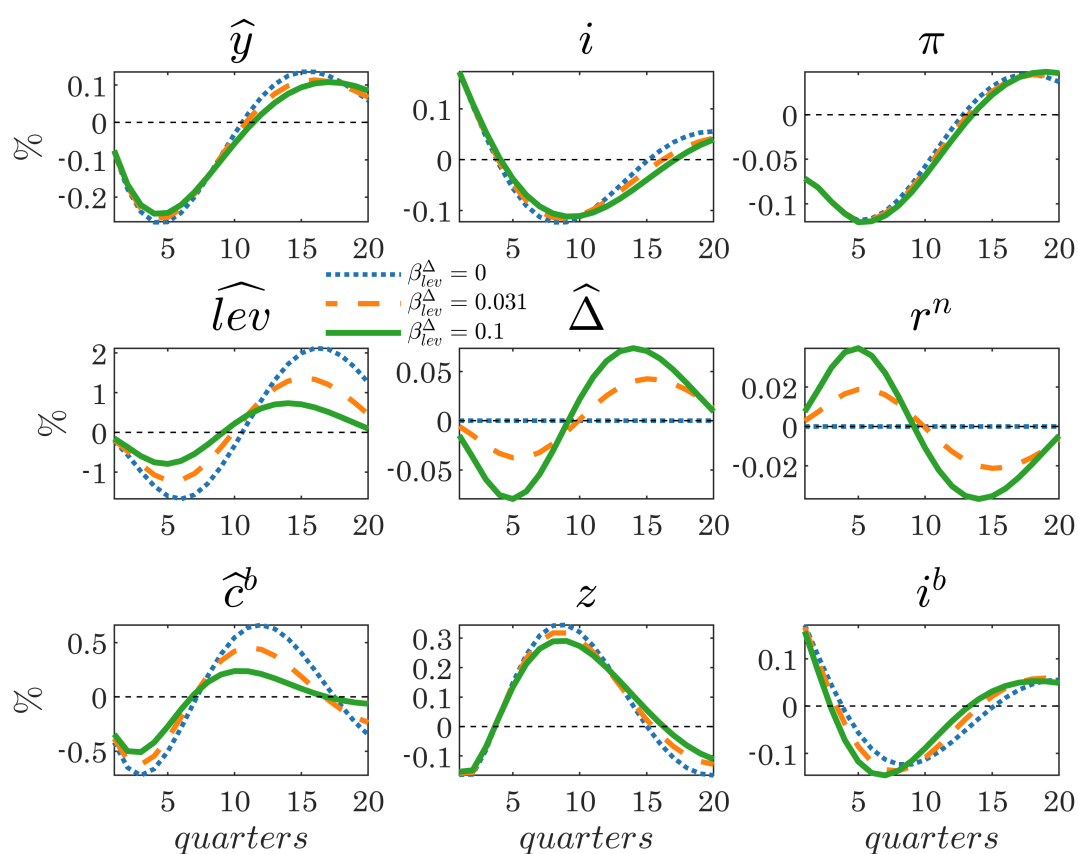 ŷ i π
% 0.1 0 -0.1 -0.2 5 10 15 20
0.1 0 -0.1 5 10 15 20
0 -0.05 -0.1 5 10 15 20
β^Δ_lev = 0
β^Δ_lev = 0.031
β^Δ_lev = 0.1
l̂ev Δ̂ rⁿ
% 2 1 0 -1 5 10 15 20
0.05 0 -0.05 5 10 15 20
0.02 0 -0.02 5 10 15 20
ĉᵇ z iᵇ
% 0.5 0 -0.5 5 10 15 20
0.3 0.2 0.1 0 -0.1 5 10 15 20
0.1 0 -0.1 5 10 15 20
quarters quarters quarters